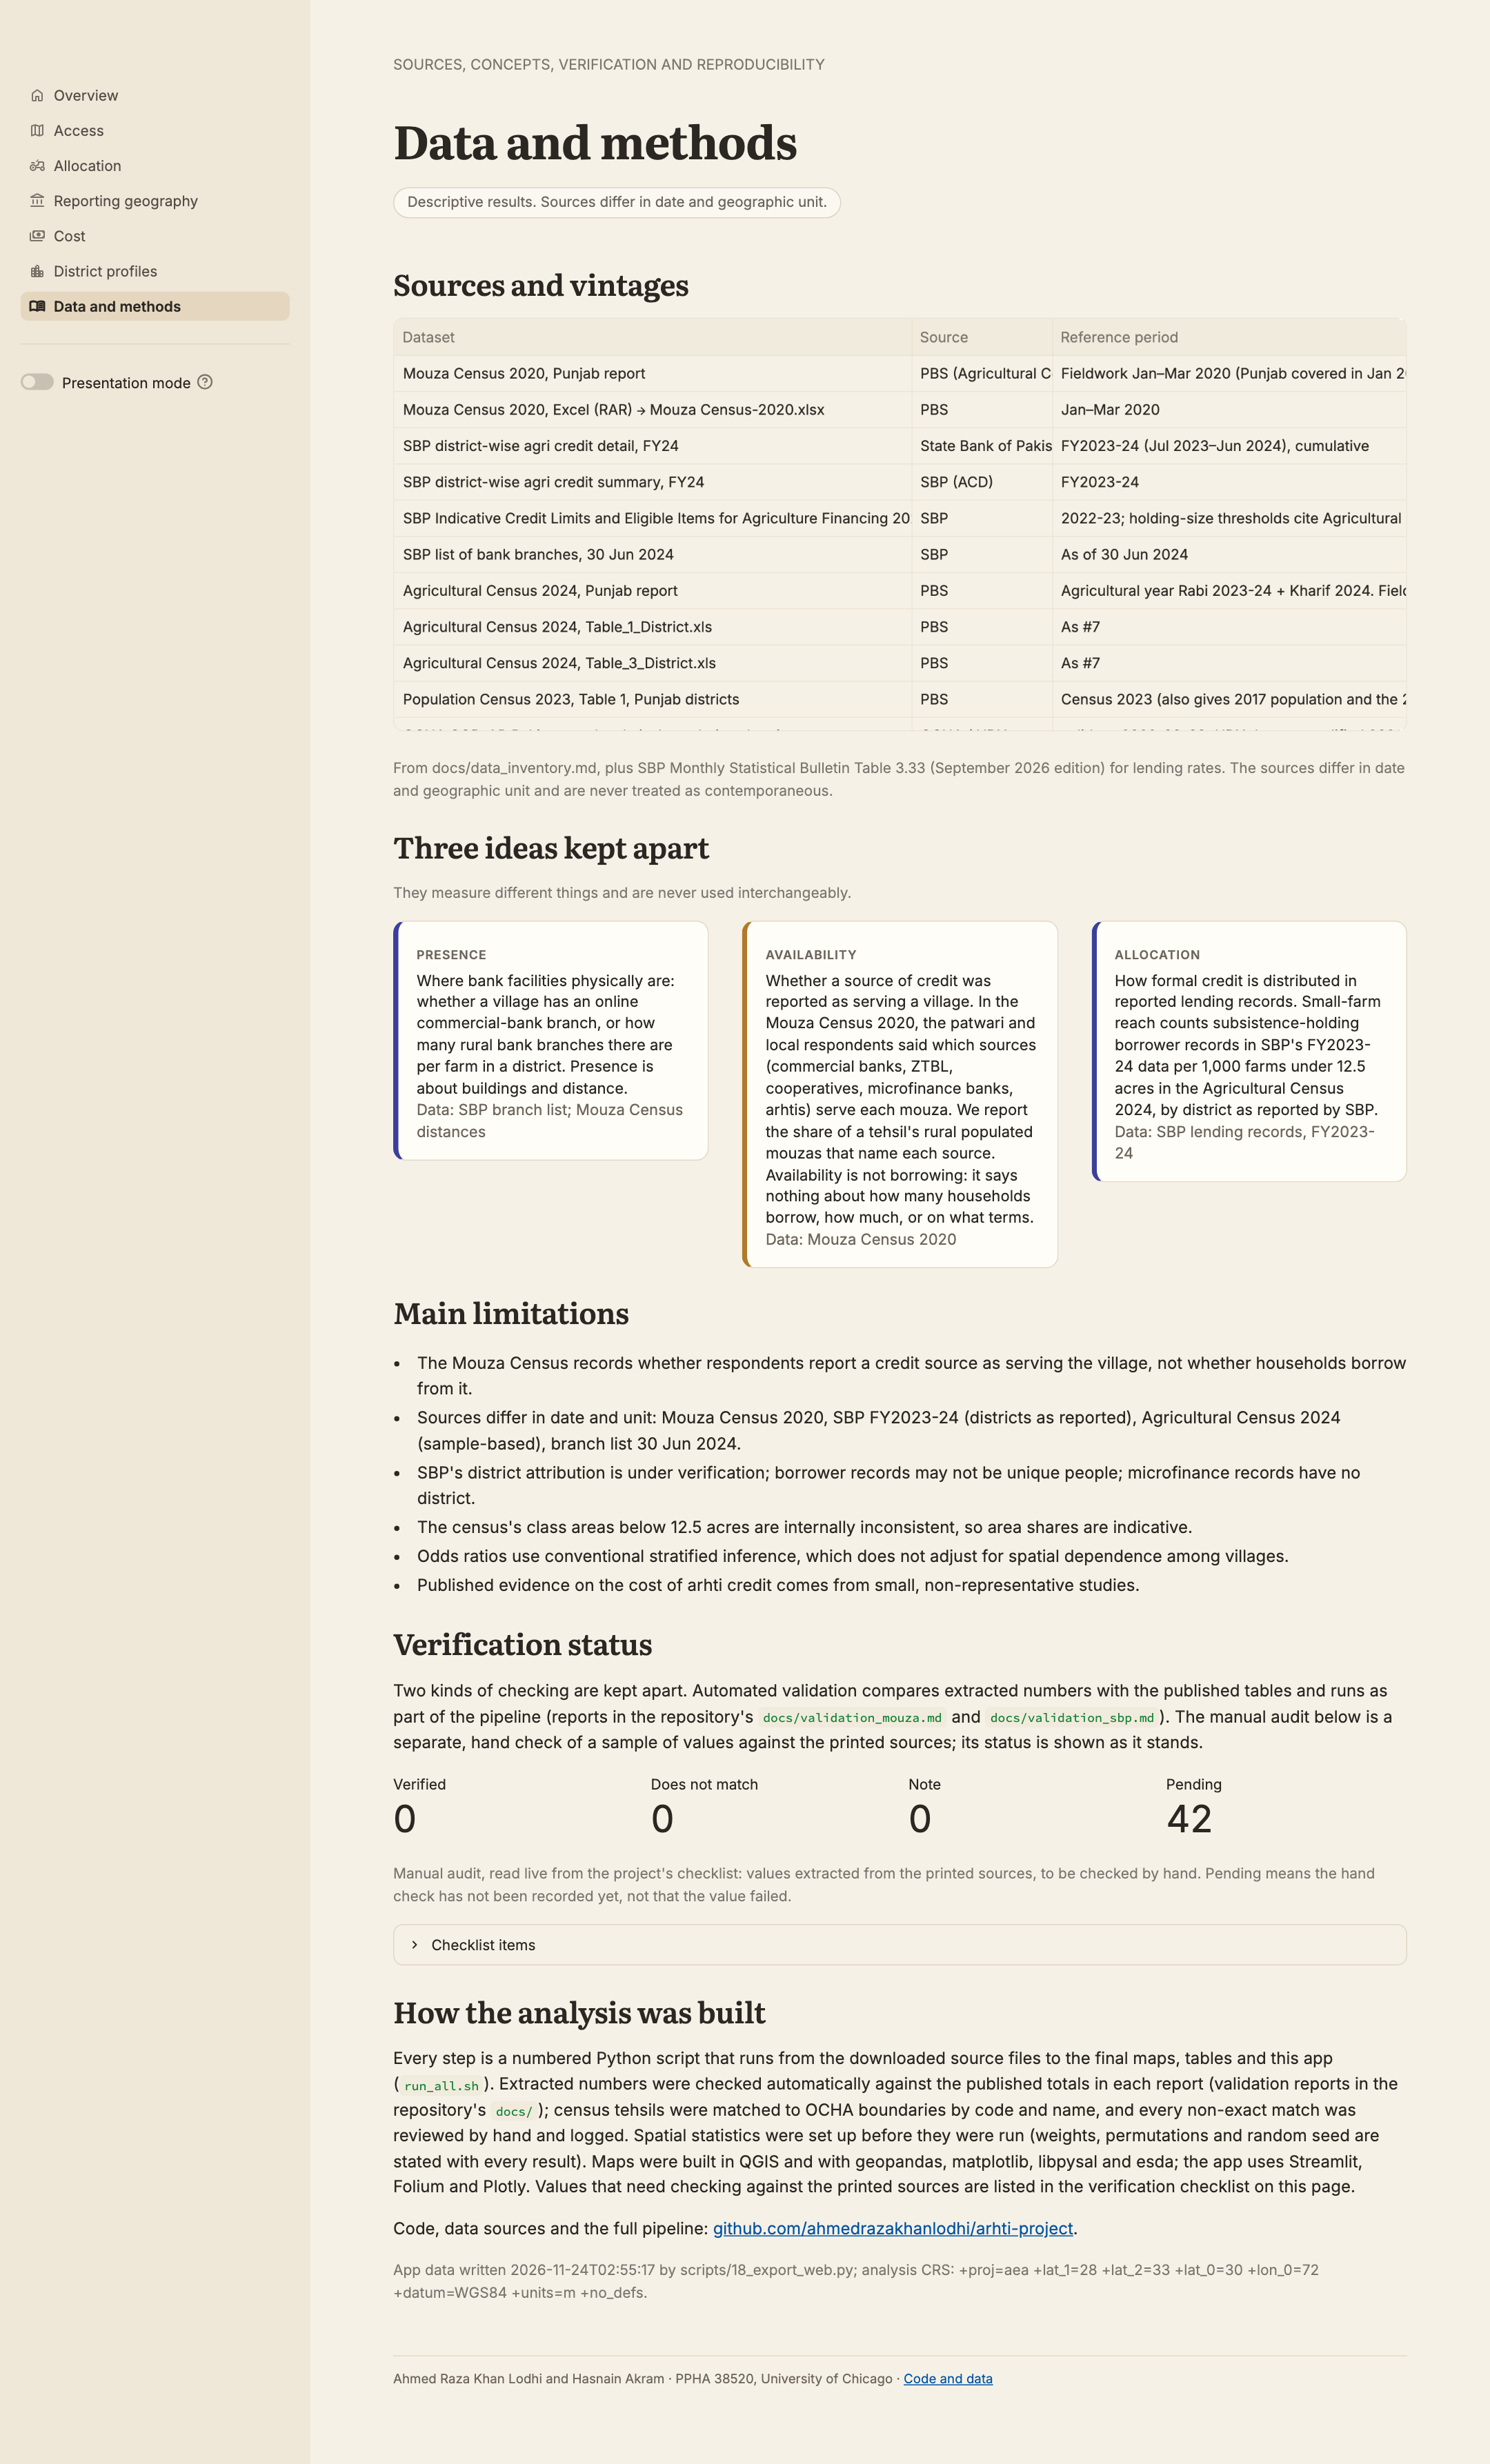 SOURCES, CONCEPTS, VERIFICATION AND REPRODUCIBILITY
Overview
Access
Allocation
Reporting geography
Cost
District profiles
Data and methods
Presentation mode
Data and methods
Descriptive results. Sources differ in date and geographic unit.
Sources and vintages
Dataset Source Reference period
Mouza Census 2020, Punjab report PBS (Agricultural C Fieldwork Jan–Mar 2020 (Punjab covered in Jan 20
Mouza Census 2020, Excel (RAR) → Mouza Census-2020.xlsx PBS Jan–Mar 2020
SBP district-wise agri credit detail, FY24 State Bank of Pakis FY2023-24 (Jul 2023–Jun 2024), cumulative
SBP district-wise agri credit summary, FY24 SBP (ACD) FY2023-24
SBP Indicative Credit Limits and Eligible Items for Agriculture Financing 20 SBP 2022-23; holding-size thresholds cite Agricultural
SBP list of bank branches, 30 Jun 2024 SBP As of 30 Jun 2024
Agricultural Census 2024, Punjab report PBS Agricultural year Rabi 2023-24 + Kharif 2024. Field
Agricultural Census 2024, Table_1_District.xls PBS As #7
Agricultural Census 2024, Table_3_District.xls PBS As #7
Population Census 2023, Table 1, Punjab districts PBS Census 2023 (also gives 2017 population and the 2
From docs/data_inventory.md, plus SBP Monthly Statistical Bulletin Table 3.33 (September 2026 edition) for lending rates. The sources differ in date
and geographic unit and are never treated as contemporaneous.
Three ideas kept apart
They measure different things and are never used interchangeably.
PRESENCE
Where bank facilities physically are:
whether a village has an online
commercial-bank branch, or how
many rural bank branches there are
per farm in a district. Presence is
about buildings and distance.
Data: SBP branch list; Mouza Census
distances
AVAILABILITY
Whether a source of credit was
reported as serving a village. In the
Mouza Census 2020, the patwari and
local respondents said which sources
(commercial banks, ZTBL,
cooperatives, microfinance banks,
arhtis) serve each mouza. We report
the share of a tehsil's rural populated
mouzas that name each source.
Availability is not borrowing: it says
nothing about how many households
borrow, how much, or on what terms.
Data: Mouza Census 2020
ALLOCATION
How formal credit is distributed in
reported lending records. Small-farm
reach counts subsistence-holding
borrower records in SBP's FY2023-
24 data per 1,000 farms under 12.5
acres in the Agricultural Census
2024, by district as reported by SBP.
Data: SBP lending records, FY2023-
24
Main limitations
• The Mouza Census records whether respondents report a credit source as serving the village, not whether households borrow
from it.
• Sources differ in date and unit: Mouza Census 2020, SBP FY2023-24 (districts as reported), Agricultural Census 2024
(sample-based), branch list 30 Jun 2024.
• SBP's district attribution is under verification; borrower records may not be unique people; microfinance records have no
district.
• The census's class areas below 12.5 acres are internally inconsistent, so area shares are indicative.
• Odds ratios use conventional stratified inference, which does not adjust for spatial dependence among villages.
• Published evidence on the cost of arhti credit comes from small, non-representative studies.
Verification status
Two kinds of checking are kept apart. Automated validation compares extracted numbers with the published tables and runs as
part of the pipeline (reports in the repository's docs/validation_mouza.md and docs/validation_sbp.md ). The manual audit below is a
separate, hand check of a sample of values against the printed sources; its status is shown as it stands.
Verified Does not match Note Pending
0 0 0 42
Manual audit, read live from the project's checklist: values extracted from the printed sources, to be checked by hand. Pending means the hand
check has not been recorded yet, not that the value failed.
Checklist items
How the analysis was built
Every step is a numbered Python script that runs from the downloaded source files to the final maps, tables and this app
( run_all.sh ). Extracted numbers were checked automatically against the published totals in each report (validation reports in the
repository's docs/ ); census tehsils were matched to OCHA boundaries by code and name, and every non-exact match was
reviewed by hand and logged. Spatial statistics were set up before they were run (weights, permutations and random seed are
stated with every result). Maps were built in QGIS and with geopandas, matplotlib, libpysal and esda; the app uses Streamlit,
Folium and Plotly. Values that need checking against the printed sources are listed in the verification checklist on this page.
Code, data sources and the full pipeline: github.com/ahmedrazakhanlodhi/arhti-project.
App data written 2026-11-24T02:55:17 by scripts/18_export_web.py; analysis CRS: +proj=aea +lat_1=28 +lat_2=33 +lat_0=30 +lon_0=72
+datum=WGS84 +units=m +no_defs.
Ahmed Raza Khan Lodhi and Hasnain Akram · PPHA 38520, University of Chicago · Code and data